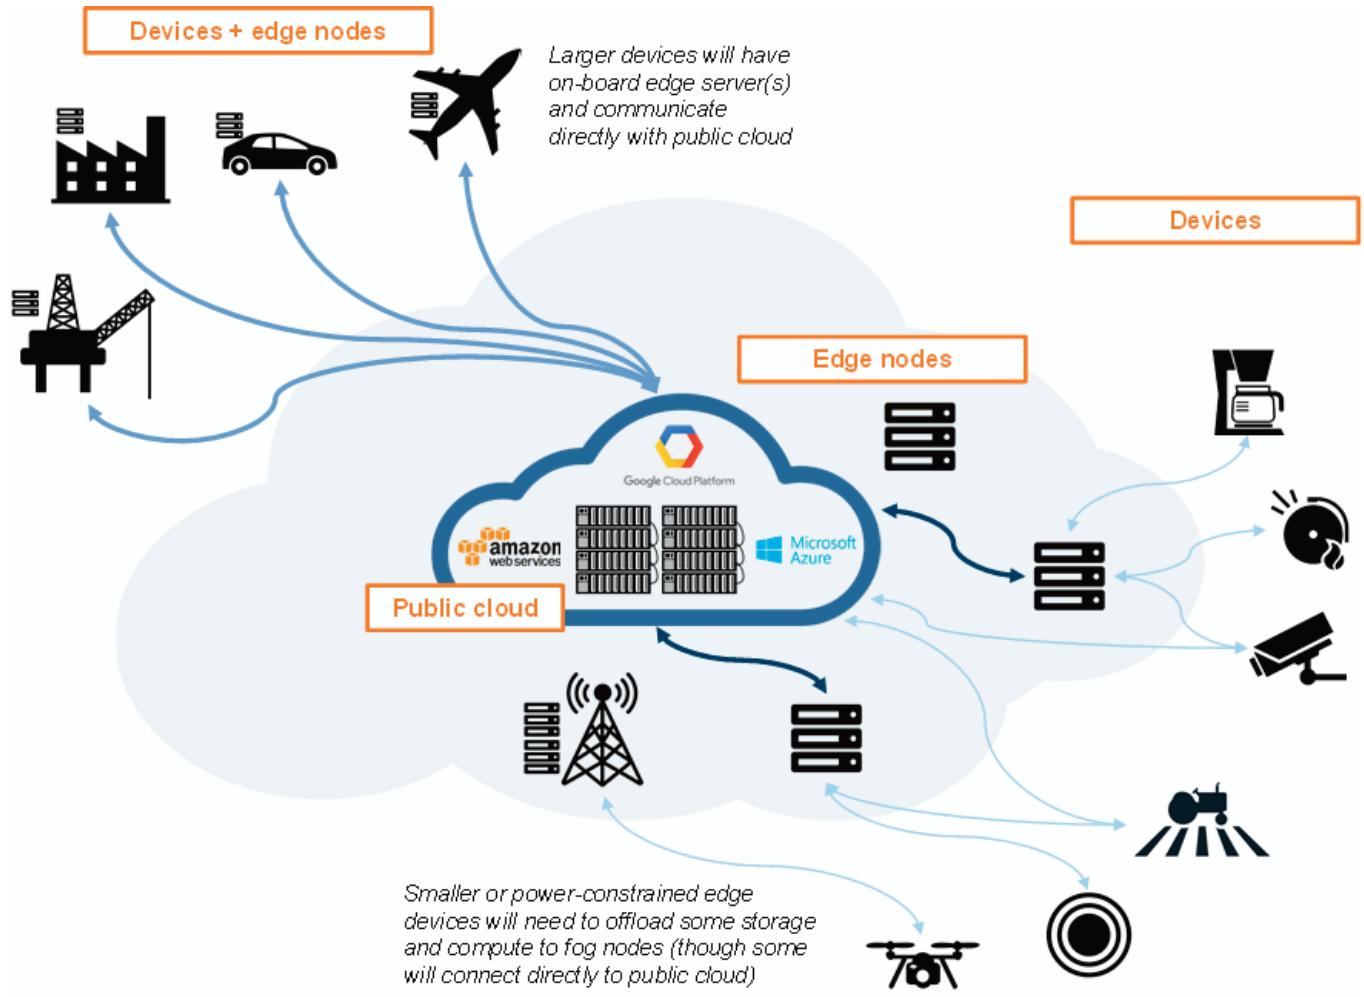 Devices + edge nodes
Larger devices will have
on-board edge server(s)
and communicate
directly with public cloud
Devices
Edge nodes
Google Cloud Platform
amazon
webservices
Microsoft
Azure
Public cloud
Smaller or power-constrained edge
devices will need to offload some storage
and compute to fog nodes (though some
will connect directly to public cloud)